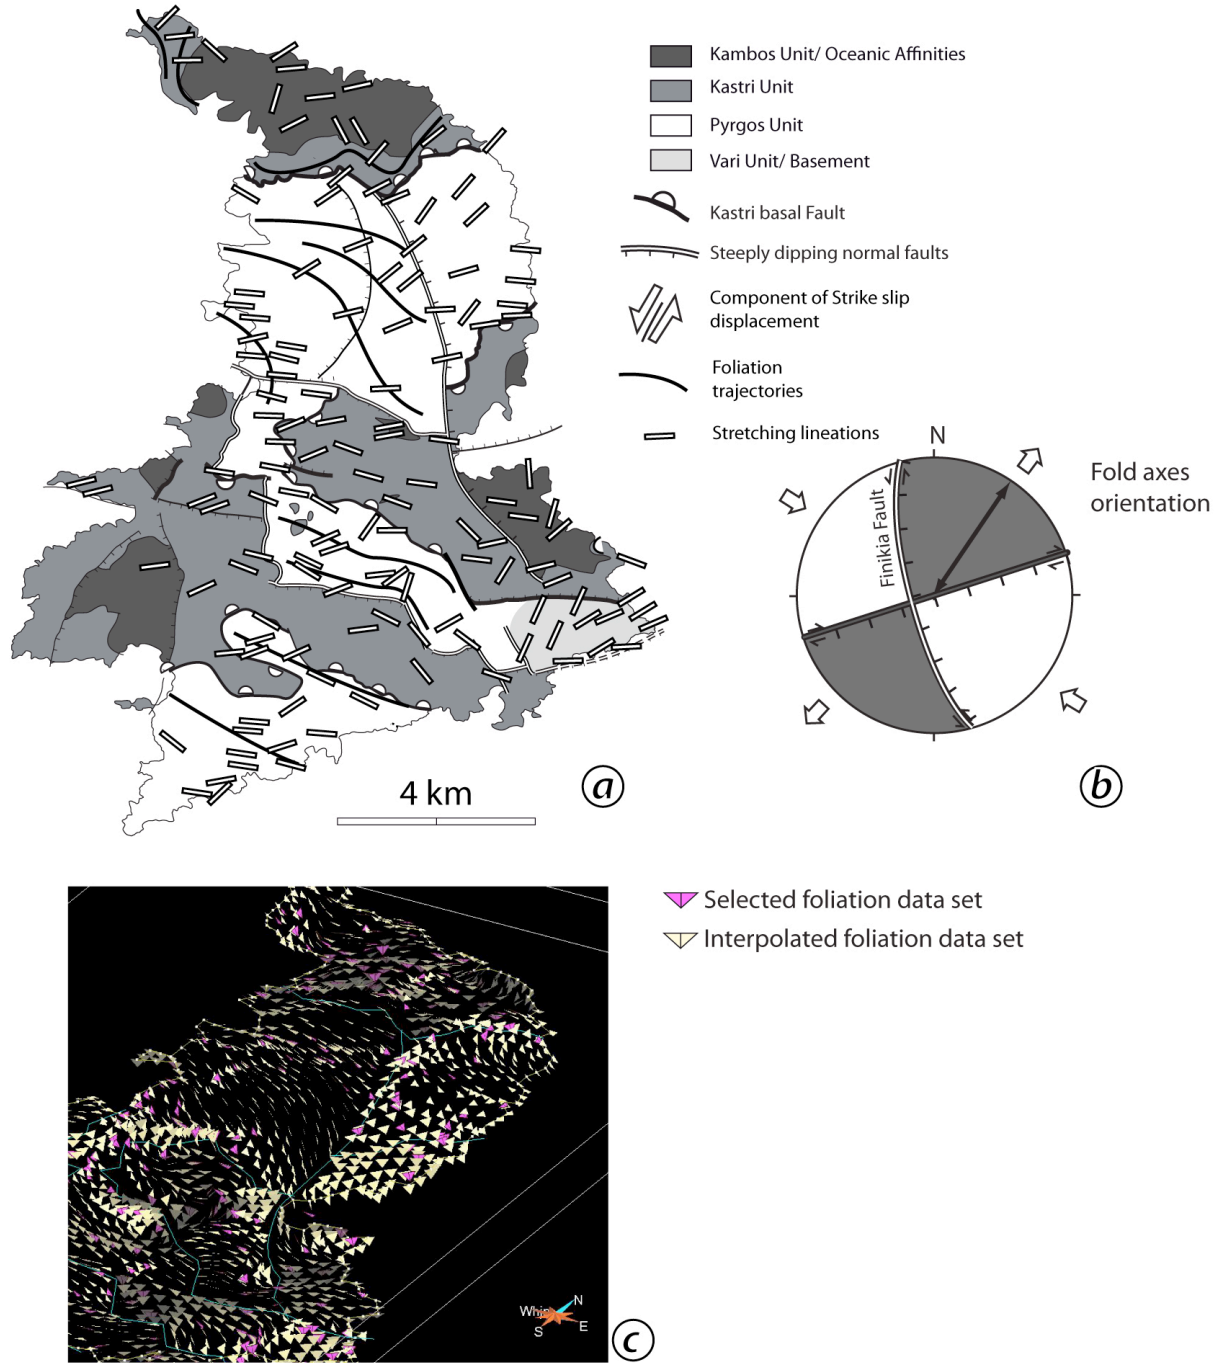 Kambos Unit/ Oceanic Affinities
Kastri Unit
Pyrgos Unit
Vari Unit/ Basement
Kastri basal Fault
Steeply dipping normal faults
Component of Strike slip
displacement
Foliation
trajectories
Stretching lineations
4 km
a
N
Finikia Fault
Fold axes
orientation
b
Selected foliation data set
Interpolated foliation data set
N
S
E
c